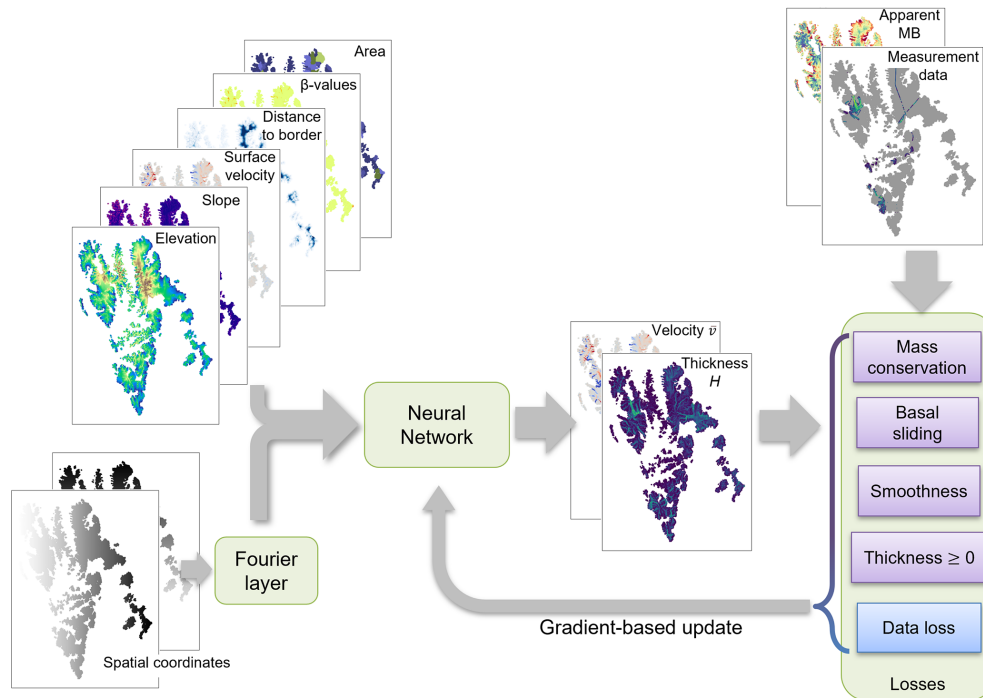 Area
β-values
Distance
to border
Surface
velocity
Slope
Elevation
Spatial coordinates
Fourier
layer
Neural
Network
Velocity v̄
Thickness
H
Apparent
MB
Measurement
data
Mass
conservation
Basal
sliding
Smoothness
Thickness ≥ 0
Data loss
Losses
Gradient-based update